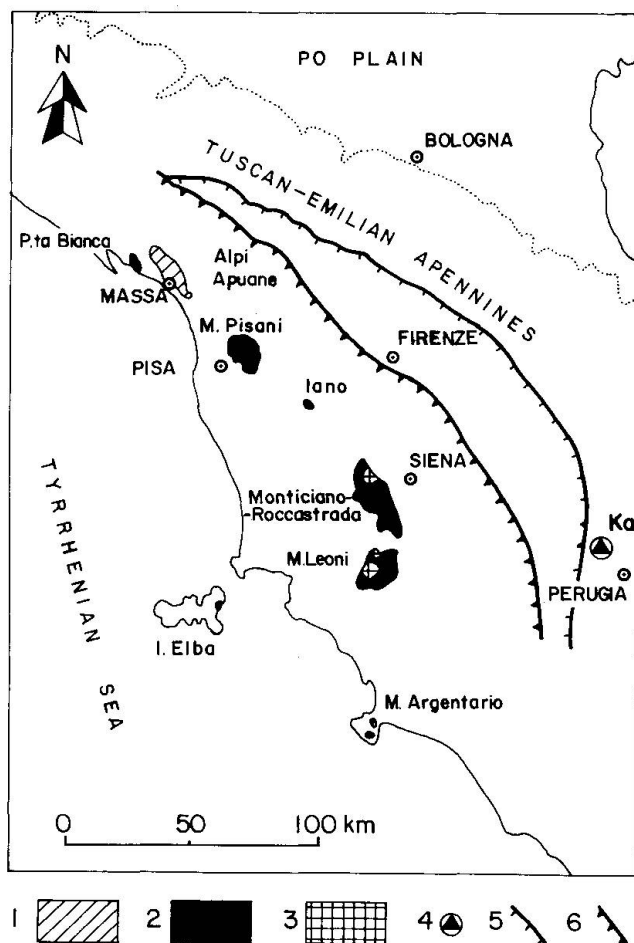 N
PO PLAIN
BOLOGNA
TUSCAN-EMILIAN APENNINES
P.ta Bianca
Alpi
Apuane
MASSA
M. Pisani
FIRENZE
PISA
Iano
SIENA
TYRRHENIAN SEA
Monticiano-
-Roccastrada
Ka
M. Leoni
PERUGIA
I. Elba
M. Argentario
0 50 100 km
1 2 3 4 5 6